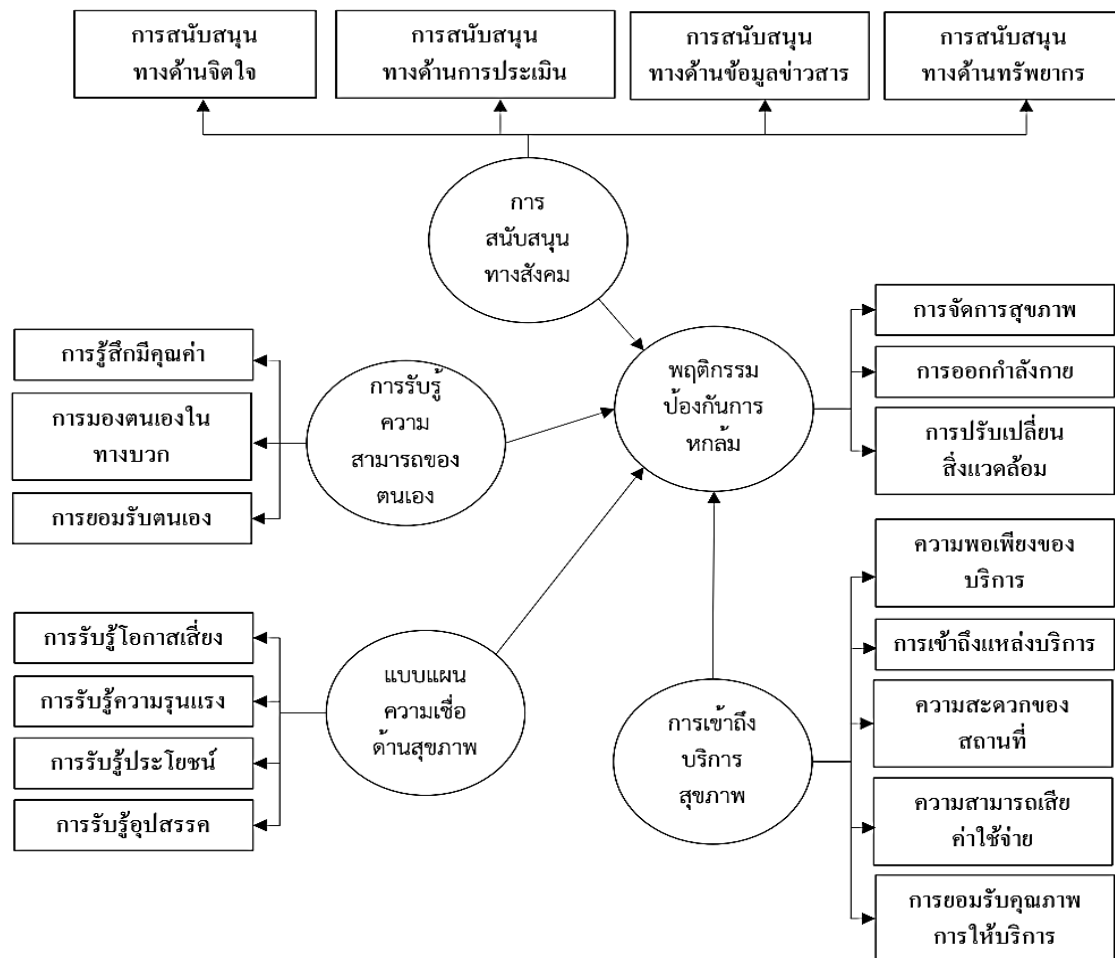 การสนับสนุน
ทางด้านจิตใจ
การสนับสนุน
ทางด้านการประเมิน
การสนับสนุน
ทางด้านข้อมูลข่าวสาร
การสนับสนุน
ทางด้านทรัพยากร
การ
สนับสนุน
ทางสังคม
การรู้สึกมีคุณค่า
การมองตนเองใน
ทางบวก
การยอมรับตนเอง
การรับรู้
ความ
สามารถของ
ตนเอง
พฤติกรรม
ป้องกันการ
หกล้ม
การจัดการสุขภาพ
การออกกำลังกาย
การปรับเปลี่ยน
สิ่งแวดล้อม
การรับรู้โอกาสเสี่ยง
การรับรู้ความรุนแรง
การรับรู้ประโยชน์
การรับรู้อุปสรรค
แบบแผน
ความเชื่อ
ด้านสุขภาพ
การเข้าถึง
บริการ
สุขภาพ
ความพอเพียงของ
บริการ
การเข้าถึงแหล่งบริการ
ความสะดวกของ
สถานที่
ความสามารถเสีย
ค่าใช้จ่าย
การยอมรับคุณภาพ
การให้บริการ